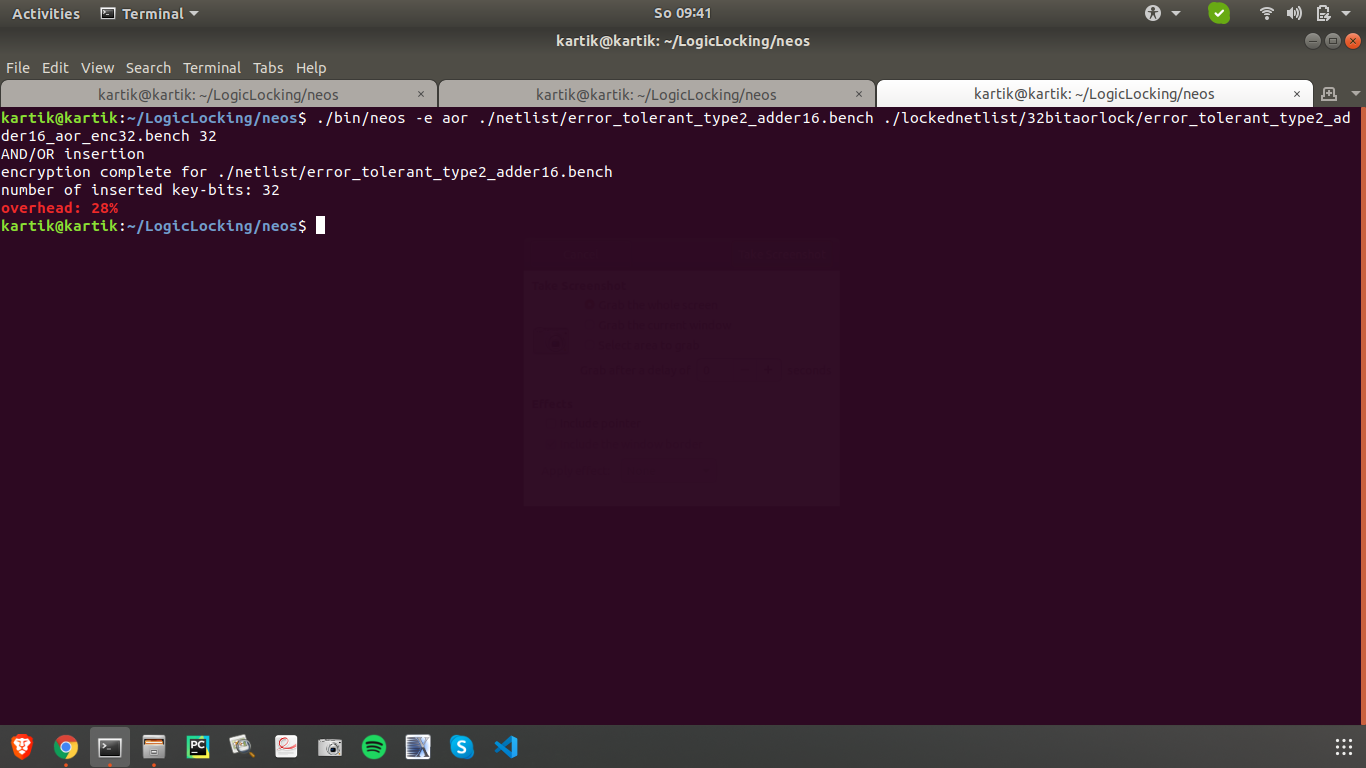 Activities Terminal So 09:41
kartik@kartik: ~/LogicLocking/neos
File Edit View Search Terminal Tabs Help
kartik@kartik: ~/LogicLocking/neos × kartik@kartik: ~/LogicLocking/neos × kartik@kartik: ~/LogicLocking/neos ×
kartik@kartik:~/LogicLocking/neos$ ./bin/neos -e aor ./netlist/error_tolerant_type2_adder16.bench ./lockednetlist/32bitaorlock/error_tolerant_type2_ad
der16_aor_enc32.bench 32
AND/OR insertion
encryption complete for ./netlist/error_tolerant_type2_adder16.bench
number of inserted key-bits: 32
overhead: 28%
kartik@kartik:~/LogicLocking/neos$
PC